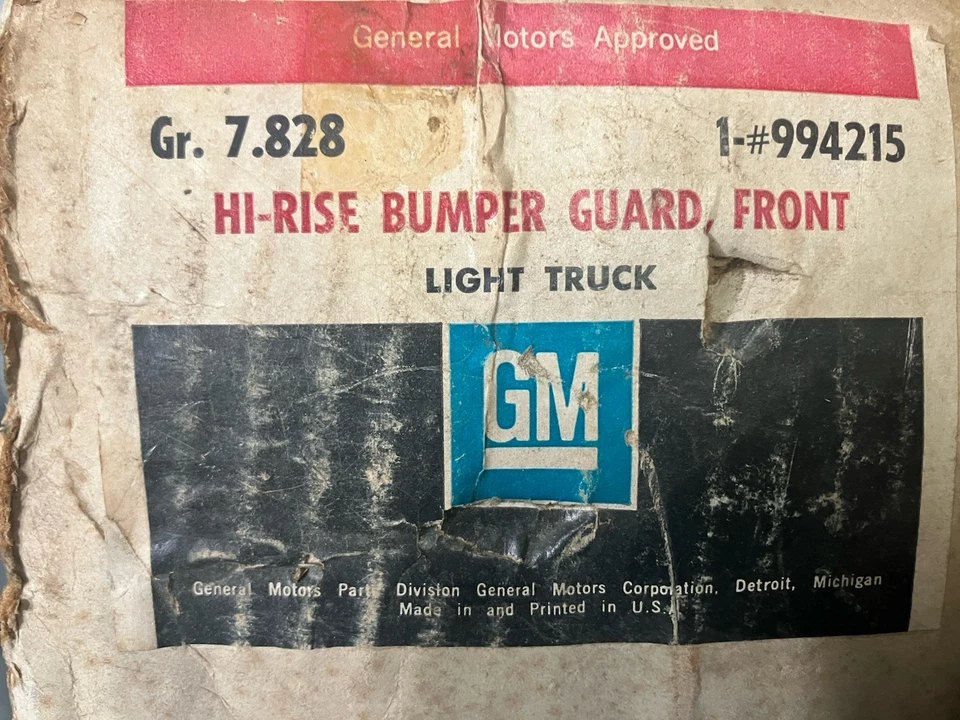 General Motors Approved
Gr. 7.828 1-#994215
HI-RISE BUMPER GUARD, FRONT
LIGHT TRUCK
GM
General Motors Parts Division General Motors Corporation, Detroit, Michigan
Made in and Printed in U.S.A.